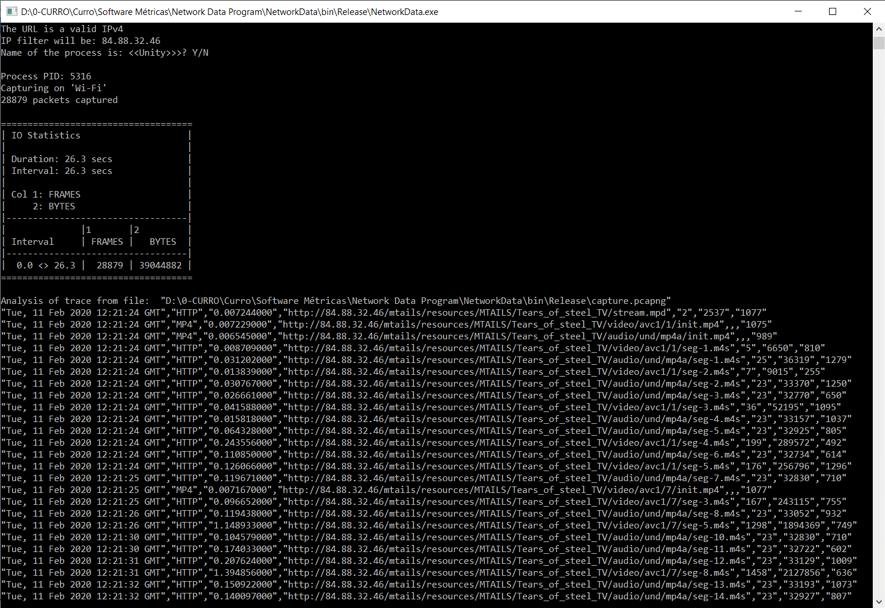 D:\0-CURRO\Curro\Software Métricas\Network Data Program\NetworkData\bin\Release\NetworkData.exe
The URL is a valid IPv4
IP filter will be: 84.88.32.46
Name of the process is: <<Unity>>>? Y/N
Process PID: 5316
Capturing on 'Wi-Fi'
28879 packets captured
===================================
| IO Statistics                    |
|                                  |
| Duration: 26.3 secs              |
| Interval: 26.3 secs              |
|                                  |
| Col 1: FRAMES                    |
|     2: BYTES                     |
|----------------------------------|
|              |1       |2         |
| Interval     | FRAMES |   BYTES  |
|----------------------------------|
|  0.0 <> 26.3 |  28879 | 39044882 |
===================================
Analysis of trace from file:  "D:\0-CURRO\Curro\Software Métricas\Network Data Program\NetworkData\bin\Release\capture.pcapng"
"Tue, 11 Feb 2020 12:21:24 GMT","HTTP","0.007244000","http://84.88.32.46/mtails/resources/MTAILS/Tears_of_steel_TV/stream.mpd","2","2537","1077"
"Tue, 11 Feb 2020 12:21:24 GMT","MP4","0.007229000","http://84.88.32.46/mtails/resources/MTAILS/Tears_of_steel_TV/video/avc1/1/init.mp4",,,"1075"
"Tue, 11 Feb 2020 12:21:24 GMT","MP4","0.006545000","http://84.88.32.46/mtails/resources/MTAILS/Tears_of_steel_TV/audio/und/mp4a/init.mp4",,,"989"
"Tue, 11 Feb 2020 12:21:24 GMT","HTTP","0.008709000","http://84.88.32.46/mtails/resources/MTAILS/Tears_of_steel_TV/video/avc1/1/seg-1.m4s","5","6650","810"
"Tue, 11 Feb 2020 12:21:24 GMT","HTTP","0.031202000","http://84.88.32.46/mtails/resources/MTAILS/Tears_of_steel_TV/audio/und/mp4a/seg-1.m4s","25","36319","1279"
"Tue, 11 Feb 2020 12:21:24 GMT","HTTP","0.013839000","http://84.88.32.46/mtails/resources/MTAILS/Tears_of_steel_TV/video/avc1/1/seg-2.m4s","7","9015","255"
"Tue, 11 Feb 2020 12:21:24 GMT","HTTP","0.030767000","http://84.88.32.46/mtails/resources/MTAILS/Tears_of_steel_TV/audio/und/mp4a/seg-2.m4s","23","33370","1250"
"Tue, 11 Feb 2020 12:21:24 GMT","HTTP","0.026661000","http://84.88.32.46/mtails/resources/MTAILS/Tears_of_steel_TV/audio/und/mp4a/seg-3.m4s","23","32770","650"
"Tue, 11 Feb 2020 12:21:24 GMT","HTTP","0.041588000","http://84.88.32.46/mtails/resources/MTAILS/Tears_of_steel_TV/video/avc1/1/seg-3.m4s","36","52195","1095"
"Tue, 11 Feb 2020 12:21:24 GMT","HTTP","0.015818000","http://84.88.32.46/mtails/resources/MTAILS/Tears_of_steel_TV/audio/und/mp4a/seg-4.m4s","23","33157","1037"
"Tue, 11 Feb 2020 12:21:24 GMT","HTTP","0.064328000","http://84.88.32.46/mtails/resources/MTAILS/Tears_of_steel_TV/audio/und/mp4a/seg-5.m4s","23","32925","805"
"Tue, 11 Feb 2020 12:21:24 GMT","HTTP","0.243556000","http://84.88.32.46/mtails/resources/MTAILS/Tears_of_steel_TV/video/avc1/1/seg-4.m4s","199","289572","492"
"Tue, 11 Feb 2020 12:21:24 GMT","HTTP","0.110850000","http://84.88.32.46/mtails/resources/MTAILS/Tears_of_steel_TV/audio/und/mp4a/seg-6.m4s","23","32734","614"
"Tue, 11 Feb 2020 12:21:24 GMT","HTTP","0.126066000","http://84.88.32.46/mtails/resources/MTAILS/Tears_of_steel_TV/video/avc1/1/seg-5.m4s","176","256796","1296"
"Tue, 11 Feb 2020 12:21:25 GMT","HTTP","0.119671000","http://84.88.32.46/mtails/resources/MTAILS/Tears_of_steel_TV/audio/und/mp4a/seg-7.m4s","23","32830","710"
"Tue, 11 Feb 2020 12:21:25 GMT","MP4","0.007167000","http://84.88.32.46/mtails/resources/MTAILS/Tears_of_steel_TV/video/avc1/7/init.mp4",,,"1077"
"Tue, 11 Feb 2020 12:21:25 GMT","HTTP","0.096652000","http://84.88.32.46/mtails/resources/MTAILS/Tears_of_steel_TV/video/avc1/7/seg-3.m4s","167","243115","755"
"Tue, 11 Feb 2020 12:21:26 GMT","HTTP","0.119438000","http://84.88.32.46/mtails/resources/MTAILS/Tears_of_steel_TV/audio/und/mp4a/seg-8.m4s","23","33052","932"
"Tue, 11 Feb 2020 12:21:26 GMT","HTTP","1.148933000","http://84.88.32.46/mtails/resources/MTAILS/Tears_of_steel_TV/video/avc1/7/seg-5.m4s","1298","1894369","749"
"Tue, 11 Feb 2020 12:21:30 GMT","HTTP","0.104579000","http://84.88.32.46/mtails/resources/MTAILS/Tears_of_steel_TV/audio/und/mp4a/seg-10.m4s","23","32830","710"
"Tue, 11 Feb 2020 12:21:30 GMT","HTTP","0.174033000","http://84.88.32.46/mtails/resources/MTAILS/Tears_of_steel_TV/audio/und/mp4a/seg-11.m4s","23","32722","602"
"Tue, 11 Feb 2020 12:21:31 GMT","HTTP","0.207624000","http://84.88.32.46/mtails/resources/MTAILS/Tears_of_steel_TV/audio/und/mp4a/seg-12.m4s","23","33129","1009"
"Tue, 11 Feb 2020 12:21:31 GMT","HTTP","1.394856000","http://84.88.32.46/mtails/resources/MTAILS/Tears_of_steel_TV/video/avc1/7/seg-8.m4s","1458","2127856","636"
"Tue, 11 Feb 2020 12:21:32 GMT","HTTP","0.150922000","http://84.88.32.46/mtails/resources/MTAILS/Tears_of_steel_TV/audio/und/mp4a/seg-13.m4s","23","33193","1073"
"Tue, 11 Feb 2020 12:21:32 GMT","HTTP","0.140097000","http://84.88.32.46/mtails/resources/MTAILS/Tears_of_steel_TV/audio/und/mp4a/seg-14.m4s","23","32927","807"